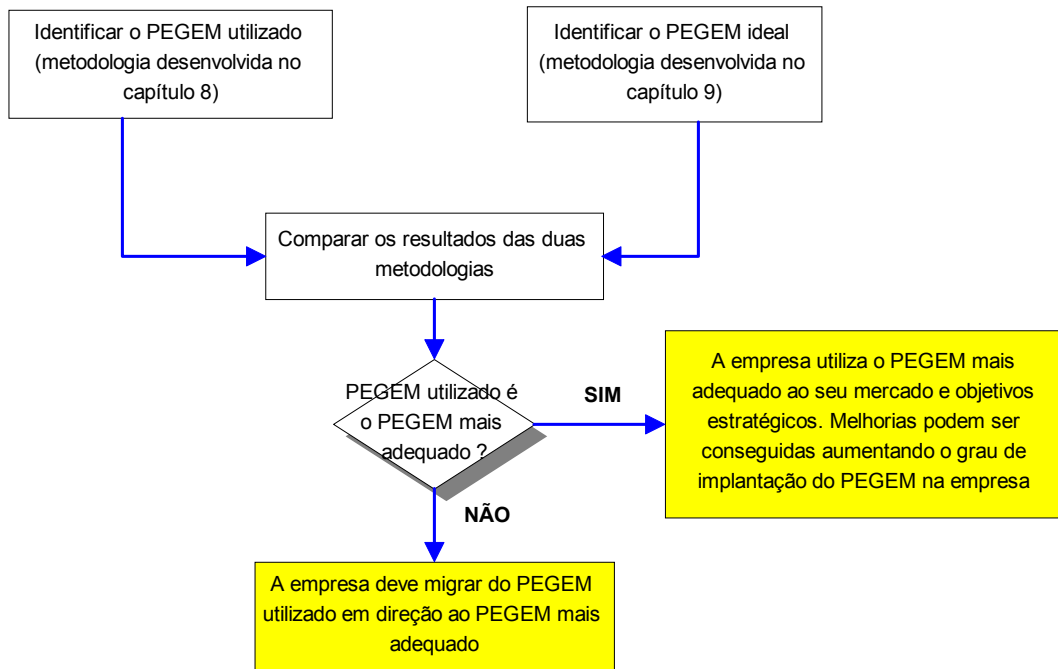 Identificar o PEGEM utilizado
(metodologia desenvolvida no
capítulo 8)
Identificar o PEGEM ideal
(metodologia desenvolvida no
capítulo 9)
Comparar os resultados das duas
metodologias
PEGEM utilizado é
o PEGEM mais
adequado ?
SIM
A empresa utiliza o PEGEM mais
adequado ao seu mercado e objetivos
estratégicos. Melhorias podem ser
conseguidas aumentando o grau de
implantação do PEGEM na empresa
NÃO
A empresa deve migrar do PEGEM
utilizado em direção ao PEGEM mais
adequado